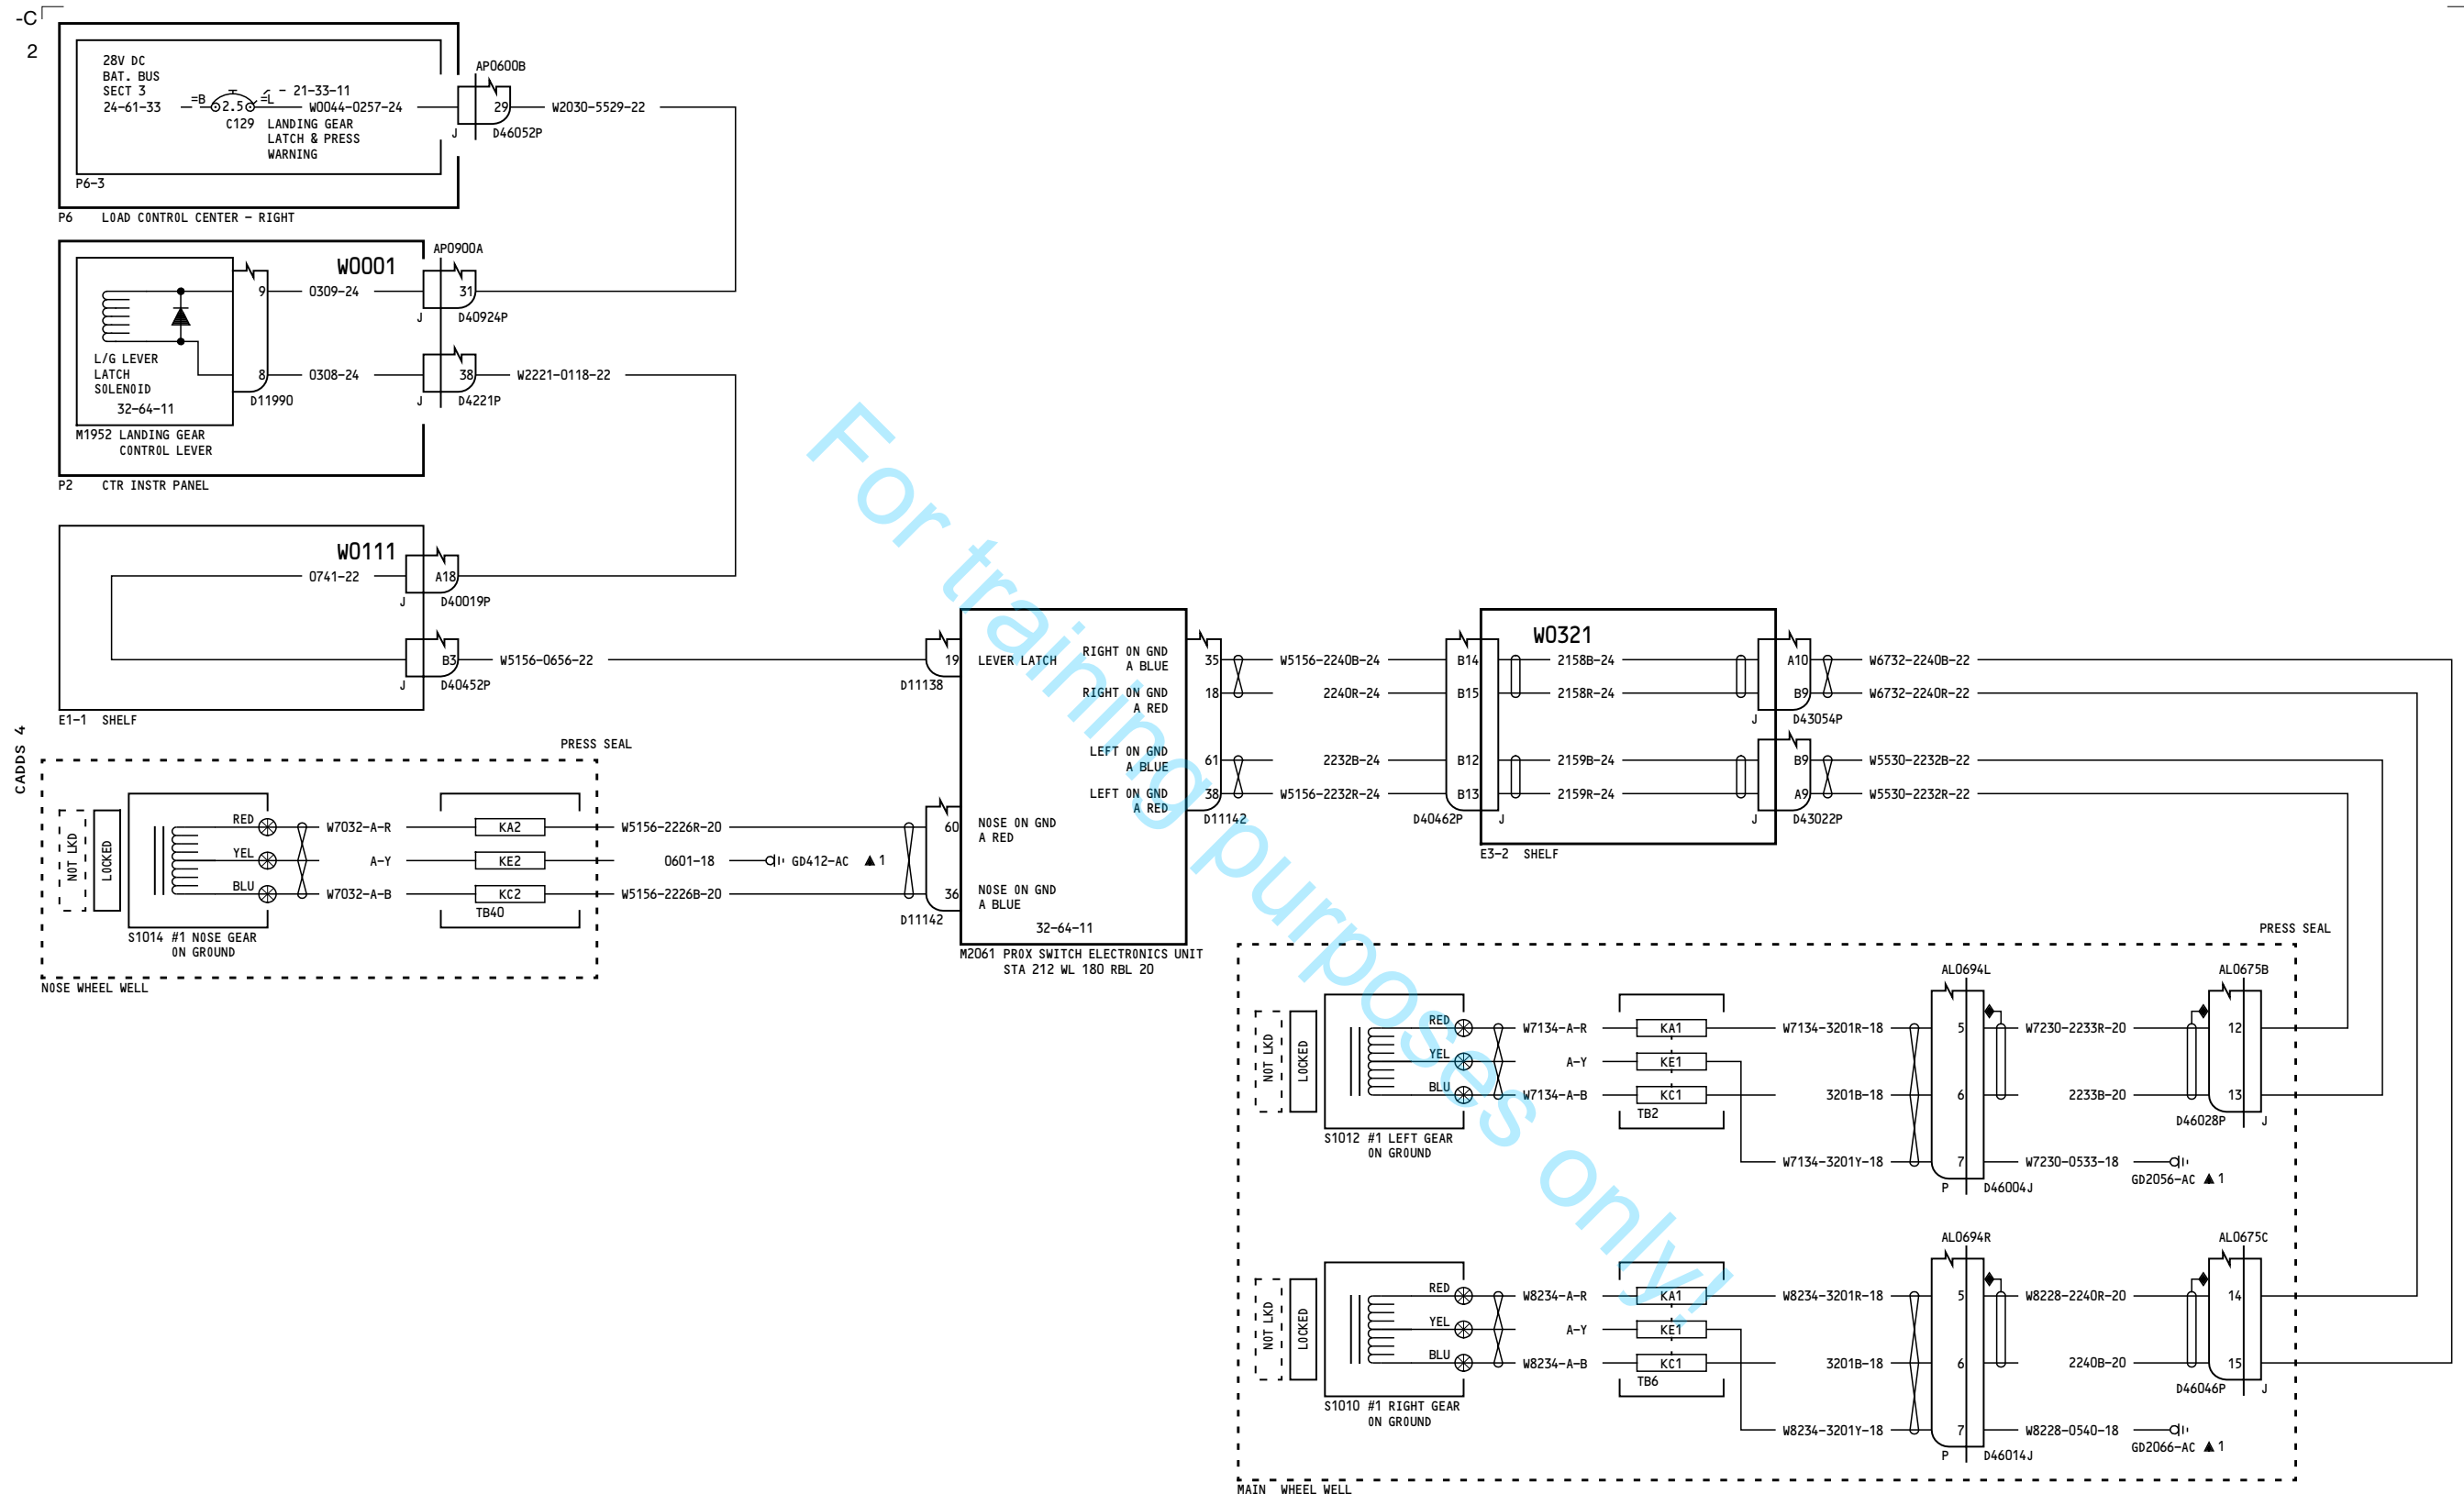 -C
2
28V DC
BAT. BUS
SECT 3
24-61-33
=B
2.5
=L
- 21-33-11
W0044-0257-24
C129
LANDING GEAR
LATCH & PRESS
WARNING
P6-3
P6 LOAD CONTROL CENTER - RIGHT
AP0600B
29
W2030-5529-22
J
D46052P
W0001
AP0900A
9
0309-24
31
J
D40924P
L/G LEVER
LATCH
SOLENOID
32-64-11
8
0308-24
38
W2221-0118-22
D11990
J
D4221P
M1952 LANDING GEAR
CONTROL LEVER
P2 CTR INSTR PANEL
W0111
0741-22
A18
J
D40019P
B3
W5156-0656-22
J
D40452P
E1-1 SHELF
19
LEVER LATCH
D11138
RIGHT ON GND
A BLUE
35
RIGHT ON GND
A RED
18
LEFT ON GND
A BLUE
61
LEFT ON GND
A RED
38
D11142
60
NOSE ON GND
A RED
36
NOSE ON GND
A BLUE
D11142
32-64-11
M2061 PROX SWITCH ELECTRONICS UNIT
STA 212 WL 180 RBL 20
W5156-2240B-24
2240R-24
2232B-24
W5156-2232R-24
B14
B15
B12
B13
D40462P
J
W0321
2158B-24
2158R-24
2159B-24
2159R-24
A10
B9
J
D43054P
B9
A9
J
D43022P
E3-2 SHELF
W6732-2240B-22
W6732-2240R-22
W5530-2232B-22
W5530-2232R-22
CADDS 4
PRESS SEAL
NOT LKD
LOCKED
RED
YEL
BLU
W7032-A-R
A-Y
W7032-A-B
KA2
KE2
KC2
TB40
W5156-2226R-20
0601-18
GD412-AC ▲ 1
W5156-2226B-20
S1014 #1 NOSE GEAR
ON GROUND
NOSE WHEEL WELL
PRESS SEAL
NOT LKD
LOCKED
RED
YEL
BLU
W7134-A-R
A-Y
W7134-A-B
KA1
KE1
KC1
TB2
W7134-3201R-18
3201B-18
W7134-3201Y-18
AL0694L
5
6
7
P
D46004J
W7230-2233R-20
2233B-20
W7230-0533-18
GD2056-AC ▲ 1
AL0675B
12
13
D46028P
J
S1012 #1 LEFT GEAR
ON GROUND
NOT LKD
LOCKED
RED
YEL
BLU
W8234-A-R
A-Y
W8234-A-B
KA1
KE1
KC1
TB6
W8234-3201R-18
3201B-18
W8234-3201Y-18
AL0694R
5
6
7
P
D46014J
W8228-2240R-20
2240B-20
W8228-0540-18
GD2066-AC ▲ 1
AL0675C
14
15
D46046P
J
S1010 #1 RIGHT GEAR
ON GROUND
MAIN WHEEL WELL
For training purposes only!